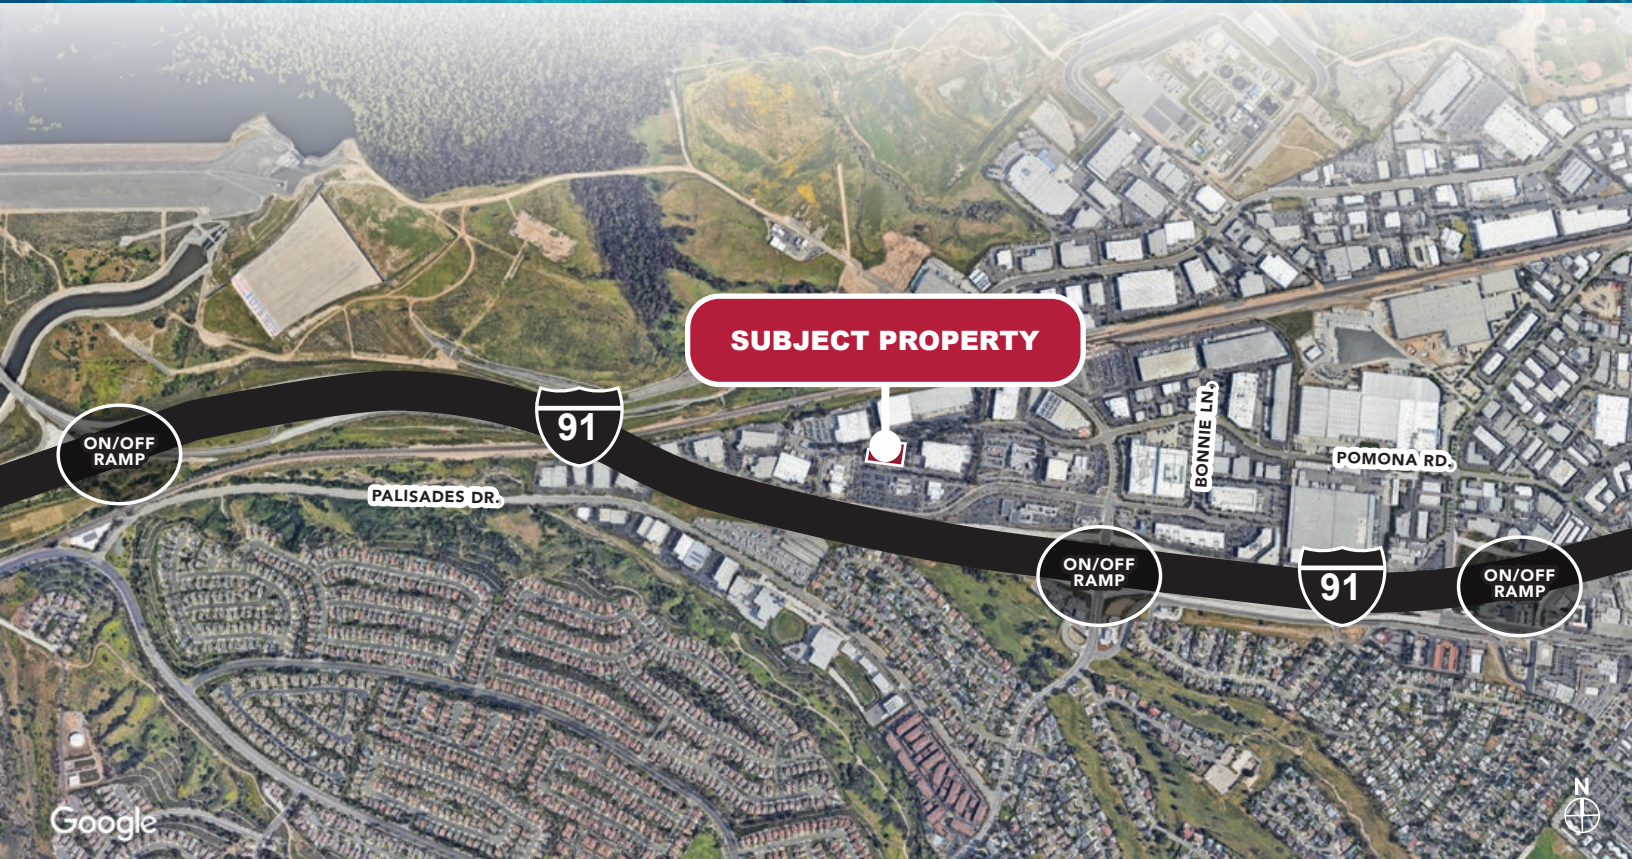 SUBJECT PROPERTY
91
ON/OFF
RAMP
BONNIE LN.
POMONA RD.
PALISADES DR.
ON/OFF
RAMP
91
ON/OFF
RAMP
N
Google